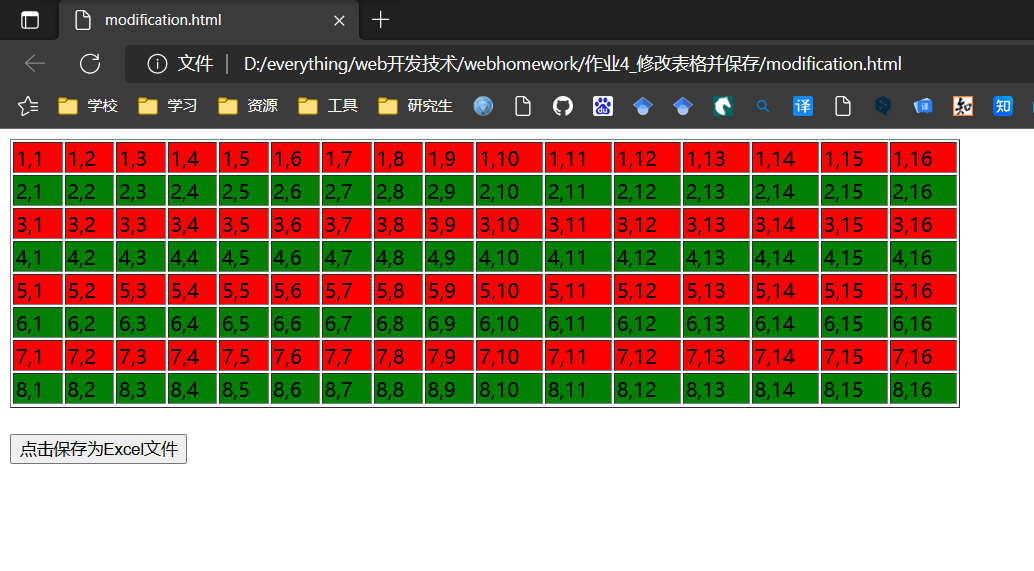 modification.html
文件 | D:/everything/web开发技术/webhomework/作业4_修改表格并保存/modification.html
学校 学习 资源 工具 研究生 译 译 知 知
1,1 1,2 1,3 1,4 1,5 1,6 1,7 1,8 1,9 1,10 1,11 1,12 1,13 1,14 1,15 1,16
2,1 2,2 2,3 2,4 2,5 2,6 2,7 2,8 2,9 2,10 2,11 2,12 2,13 2,14 2,15 2,16
3,1 3,2 3,3 3,4 3,5 3,6 3,7 3,8 3,9 3,10 3,11 3,12 3,13 3,14 3,15 3,16
4,1 4,2 4,3 4,4 4,5 4,6 4,7 4,8 4,9 4,10 4,11 4,12 4,13 4,14 4,15 4,16
5,1 5,2 5,3 5,4 5,5 5,6 5,7 5,8 5,9 5,10 5,11 5,12 5,13 5,14 5,15 5,16
6,1 6,2 6,3 6,4 6,5 6,6 6,7 6,8 6,9 6,10 6,11 6,12 6,13 6,14 6,15 6,16
7,1 7,2 7,3 7,4 7,5 7,6 7,7 7,8 7,9 7,10 7,11 7,12 7,13 7,14 7,15 7,16
8,1 8,2 8,3 8,4 8,5 8,6 8,7 8,8 8,9 8,10 8,11 8,12 8,13 8,14 8,15 8,16
点击保存为Excel文件